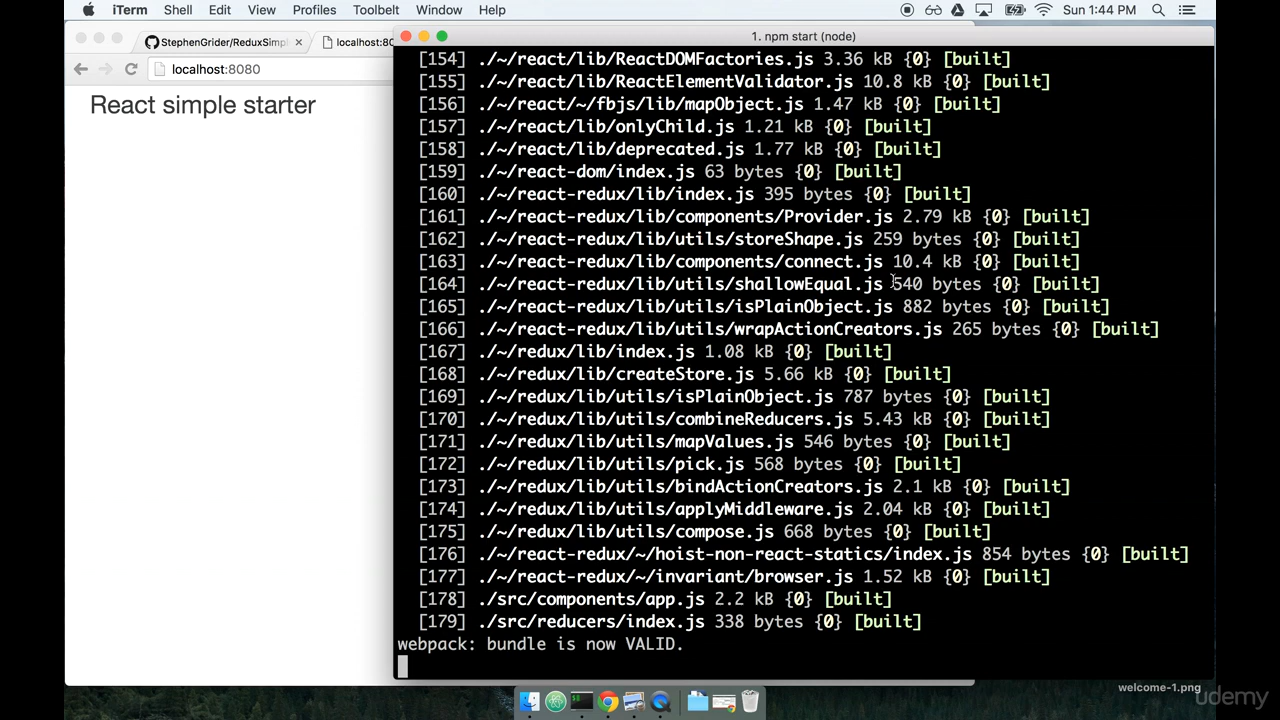 iTerm Shell Edit View Profiles Toolbelt Window Help Sun 1:44 PM
StephenGrider/ReduxSimpl
localhost:80
localhost:8080
React simple starter
1. npm start (node)
[154] ./~/react/lib/ReactDOMFactories.js 3.36 kB {0} [built]
[155] ./~/react/lib/ReactElementValidator.js 10.8 kB {0} [built]
[156] ./~/react/~/fbjs/lib/mapObject.js 1.47 kB {0} [built]
[157] ./~/react/lib/onlyChild.js 1.21 kB {0} [built]
[158] ./~/react/lib/deprecated.js 1.77 kB {0} [built]
[159] ./~/react-dom/index.js 63 bytes {0} [built]
[160] ./~/react-redux/lib/index.js 395 bytes {0} [built]
[161] ./~/react-redux/lib/components/Provider.js 2.79 kB {0} [built]
[162] ./~/react-redux/lib/utils/storeShape.js 259 bytes {0} [built]
[163] ./~/react-redux/lib/components/connect.js 10.4 kB {0} [built]
[164] ./~/react-redux/lib/utils/shallowEqual.js 540 bytes {0} [built]
[165] ./~/react-redux/lib/utils/isPlainObject.js 882 bytes {0} [built]
[166] ./~/react-redux/lib/utils/wrapActionCreators.js 265 bytes {0} [built]
[167] ./~/redux/lib/index.js 1.08 kB {0} [built]
[168] ./~/redux/lib/createStore.js 5.66 kB {0} [built]
[169] ./~/redux/lib/utils/isPlainObject.js 787 bytes {0} [built]
[170] ./~/redux/lib/utils/combineReducers.js 5.43 kB {0} [built]
[171] ./~/redux/lib/utils/mapValues.js 546 bytes {0} [built]
[172] ./~/redux/lib/utils/pick.js 568 bytes {0} [built]
[173] ./~/redux/lib/utils/bindActionCreators.js 2.1 kB {0} [built]
[174] ./~/redux/lib/utils/applyMiddleware.js 2.04 kB {0} [built]
[175] ./~/redux/lib/utils/compose.js 668 bytes {0} [built]
[176] ./~/react-redux/~/hoist-non-react-statics/index.js 854 bytes {0} [built]
[177] ./~/react-redux/~/invariant/browser.js 1.52 kB {0} [built]
[178] ./src/components/app.js 2.2 kB {0} [built]
[179] ./src/reducers/index.js 338 bytes {0} [built]
webpack: bundle is now VALID.
welcome-1.png
udemy